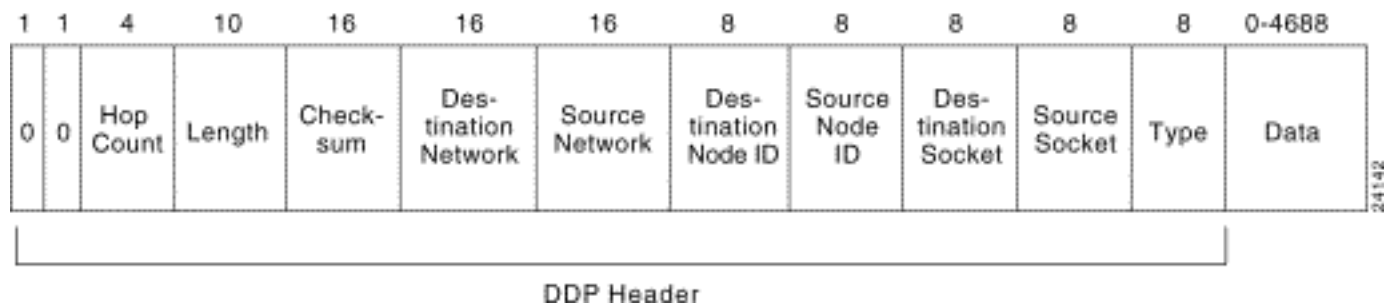 1 1 4 10 16 16 16 8 8 8 8 8 0-4688
0 0 Hop Count Length Check-sum Des-tination Network Source Network Des-tination Node ID Source Node ID Des-tination Socket Source Socket Type Data
24142
DDP Header